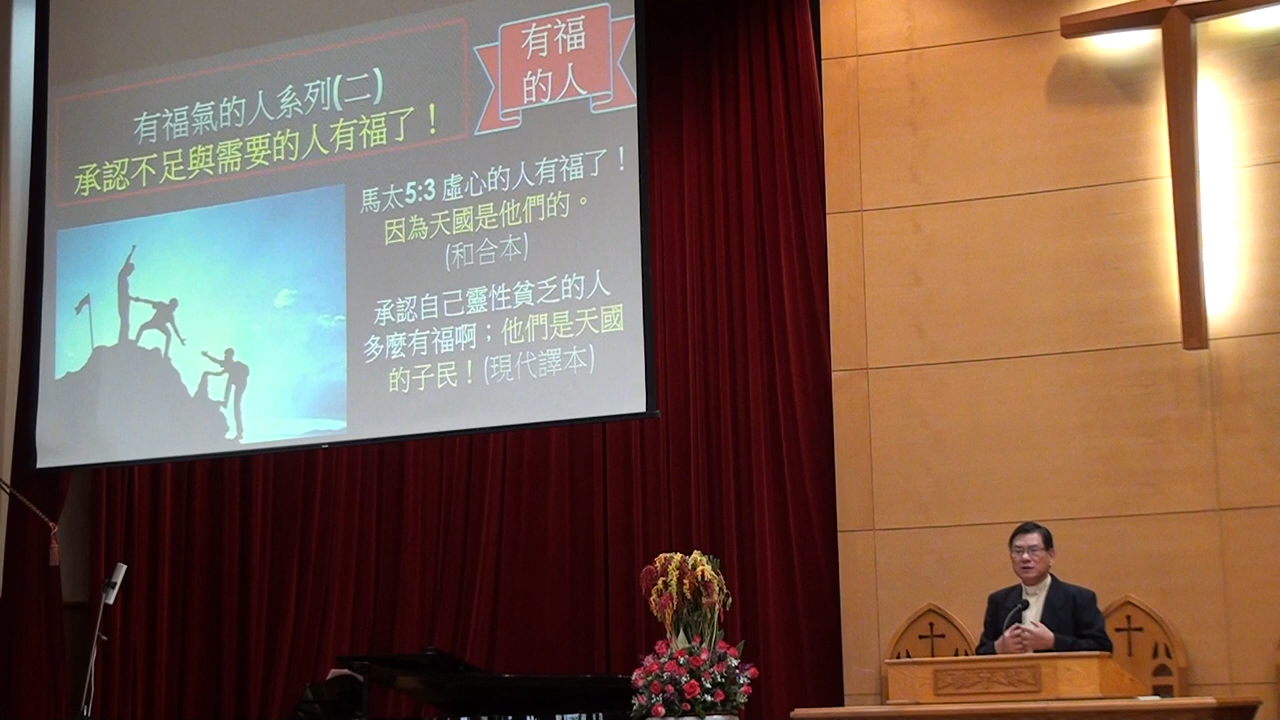 有福
的人
有福氣的人系列(二)
承認不足與需要的人有福了！
馬太5:3 虛心的人有福了！
因為天國是他們的。
(和合本)
承認自己靈性貧乏的人
多麼有福啊；他們是天國
的子民！(現代譯本)